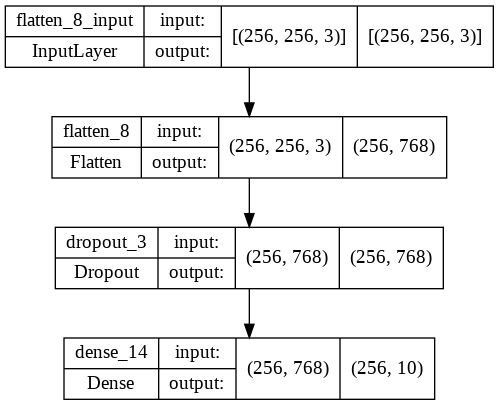 flatten_8_input input: [(256, 256, 3)] [(256, 256, 3)]
InputLayer output:
flatten_8 input: (256, 256, 3) (256, 768)
Flatten output:
dropout_3 input: (256, 768) (256, 768)
Dropout output:
dense_14 input: (256, 768) (256, 10)
Dense output: